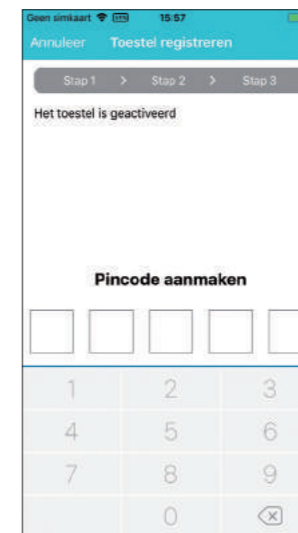 Geen simkaart VPN 15:57
Annuleer Toestel registreren
Stap 1 > Stap 2 > Stap 3
Het toestel is geactiveerd
Pincode aanmaken
1 2 3
4 5 6
7 8 9
0